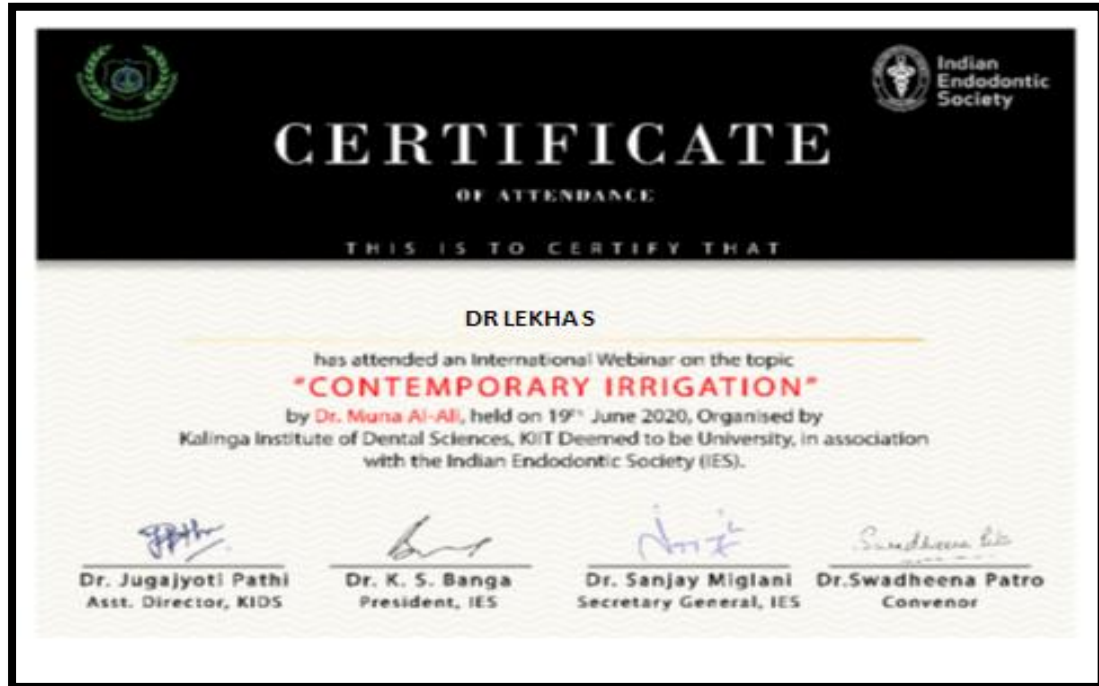 Indian
Endodontic
Society
CERTIFICATE
OF ATTENDANCE
THIS IS TO CERTIFY THAT
DR LEKHA S
has attended an International Webinar on the topic
"CONTEMPORARY IRRIGATION"
by Dr. Muna Al-Ali, held on 19th June 2020, Organised by
Kalinga Institute of Dental Sciences, KIIT Deemed to be University, in association
with the Indian Endodontic Society (IES).
Dr. Jugajyoti Pathi
Asst. Director, KIDS
Dr. K. S. Banga
President, IES
Dr. Sanjay Miglani
Secretary General, IES
Dr.Swadheena Patro
Convenor